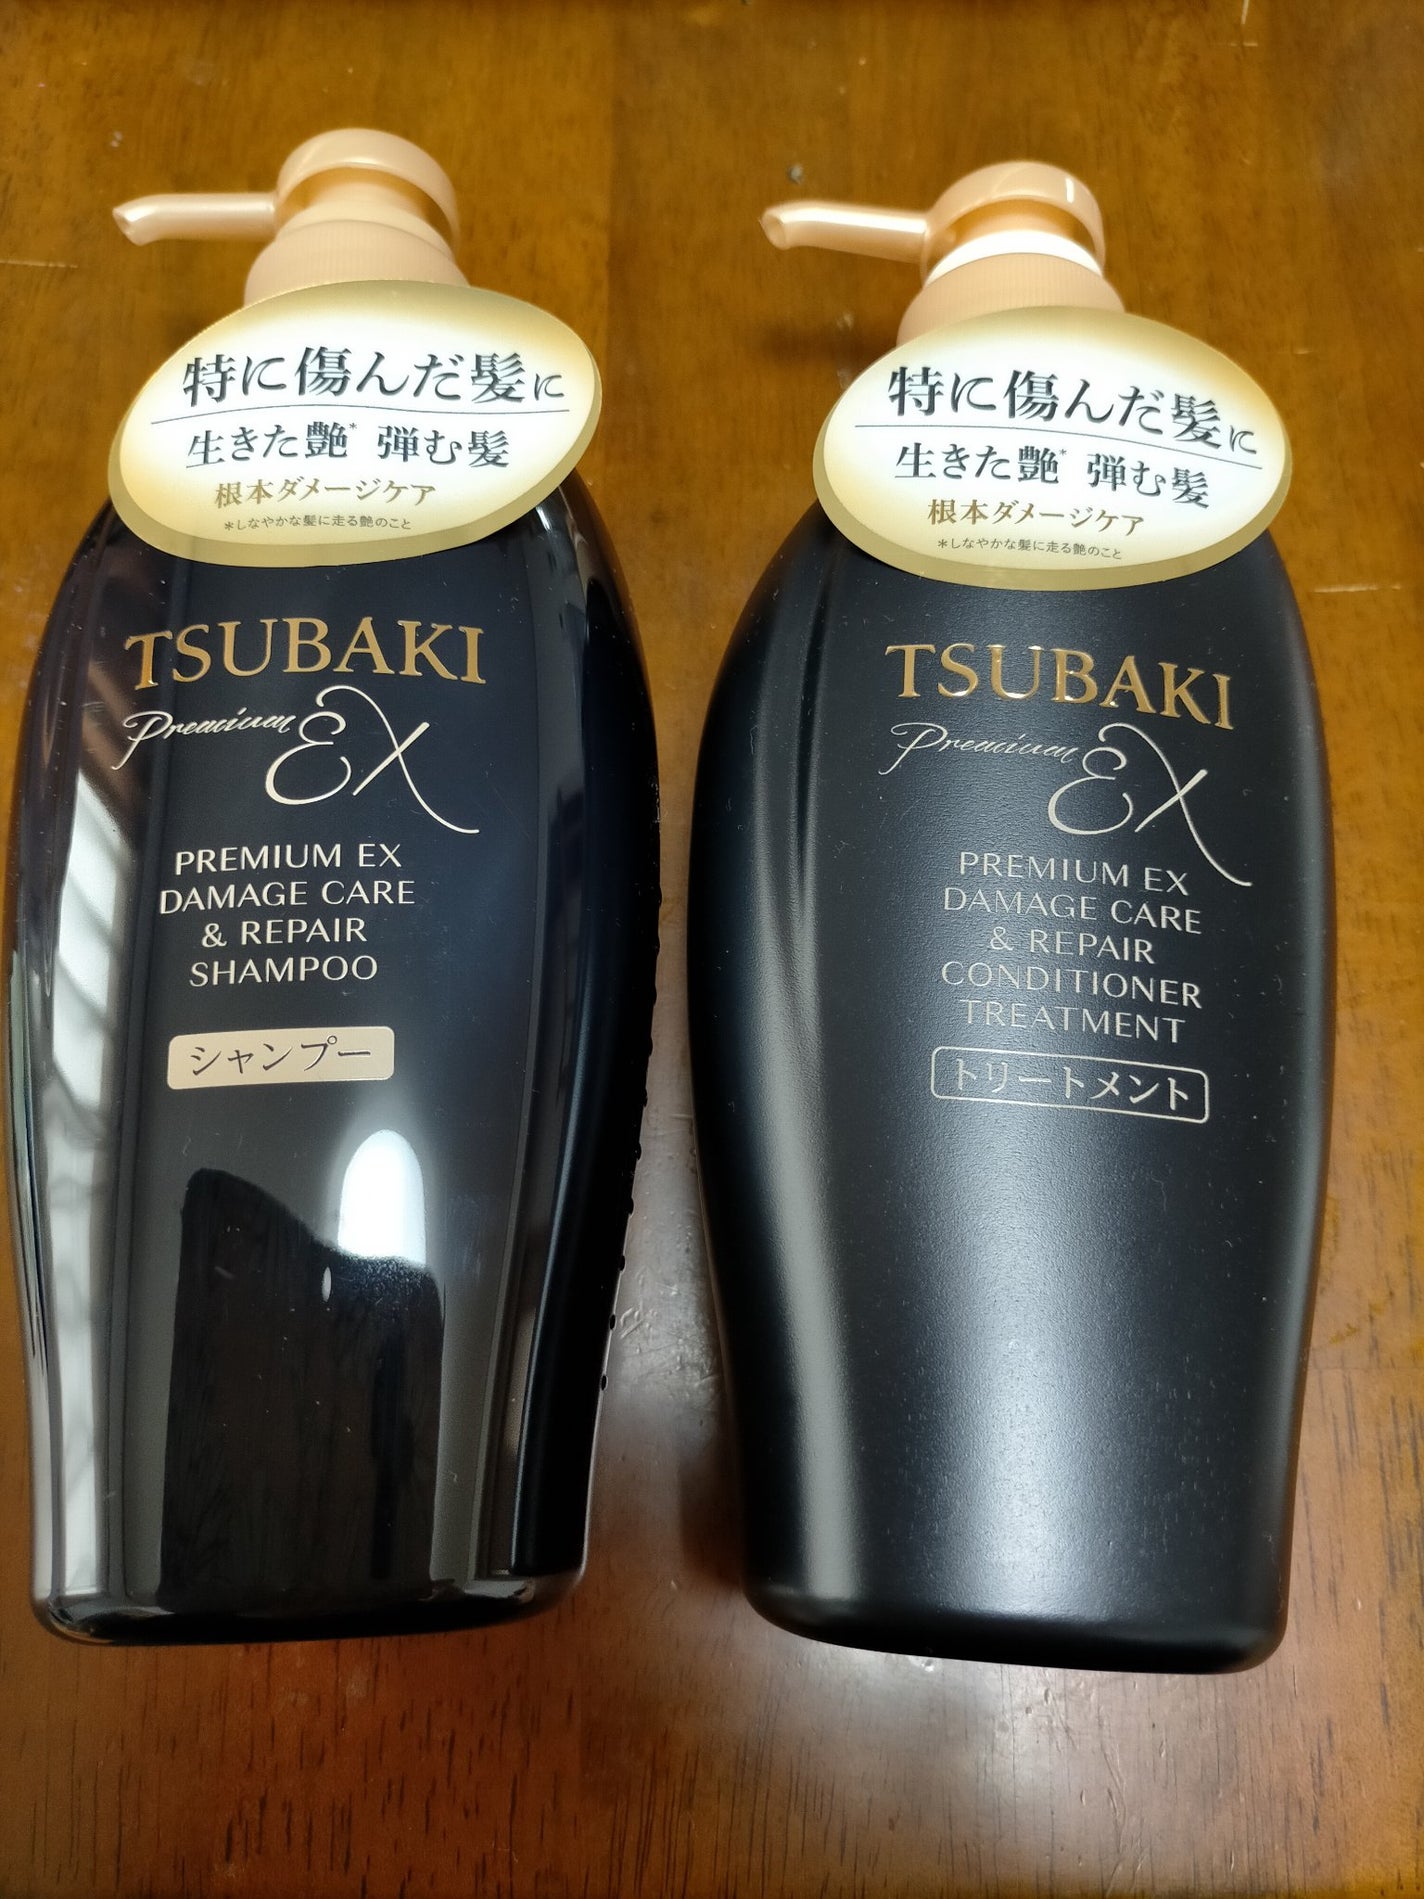 特に傷んだ髪に
生きた艶* 弾む髪
根本ダメージケア
*しなやかな髪に走る艶のこと
TSUBAKI
Premium EX
PREMIUM EX
DAMAGE CARE
& REPAIR
SHAMPOO
シャンプー
特に傷んだ髪に
生きた艶* 弾む髪
根本ダメージケア
*しなやかな髪に走る艶のこと
TSUBAKI
Premium EX
PREMIUM EX
DAMAGE CARE
& REPAIR
CONDITIONER
TREATMENT
トリートメント